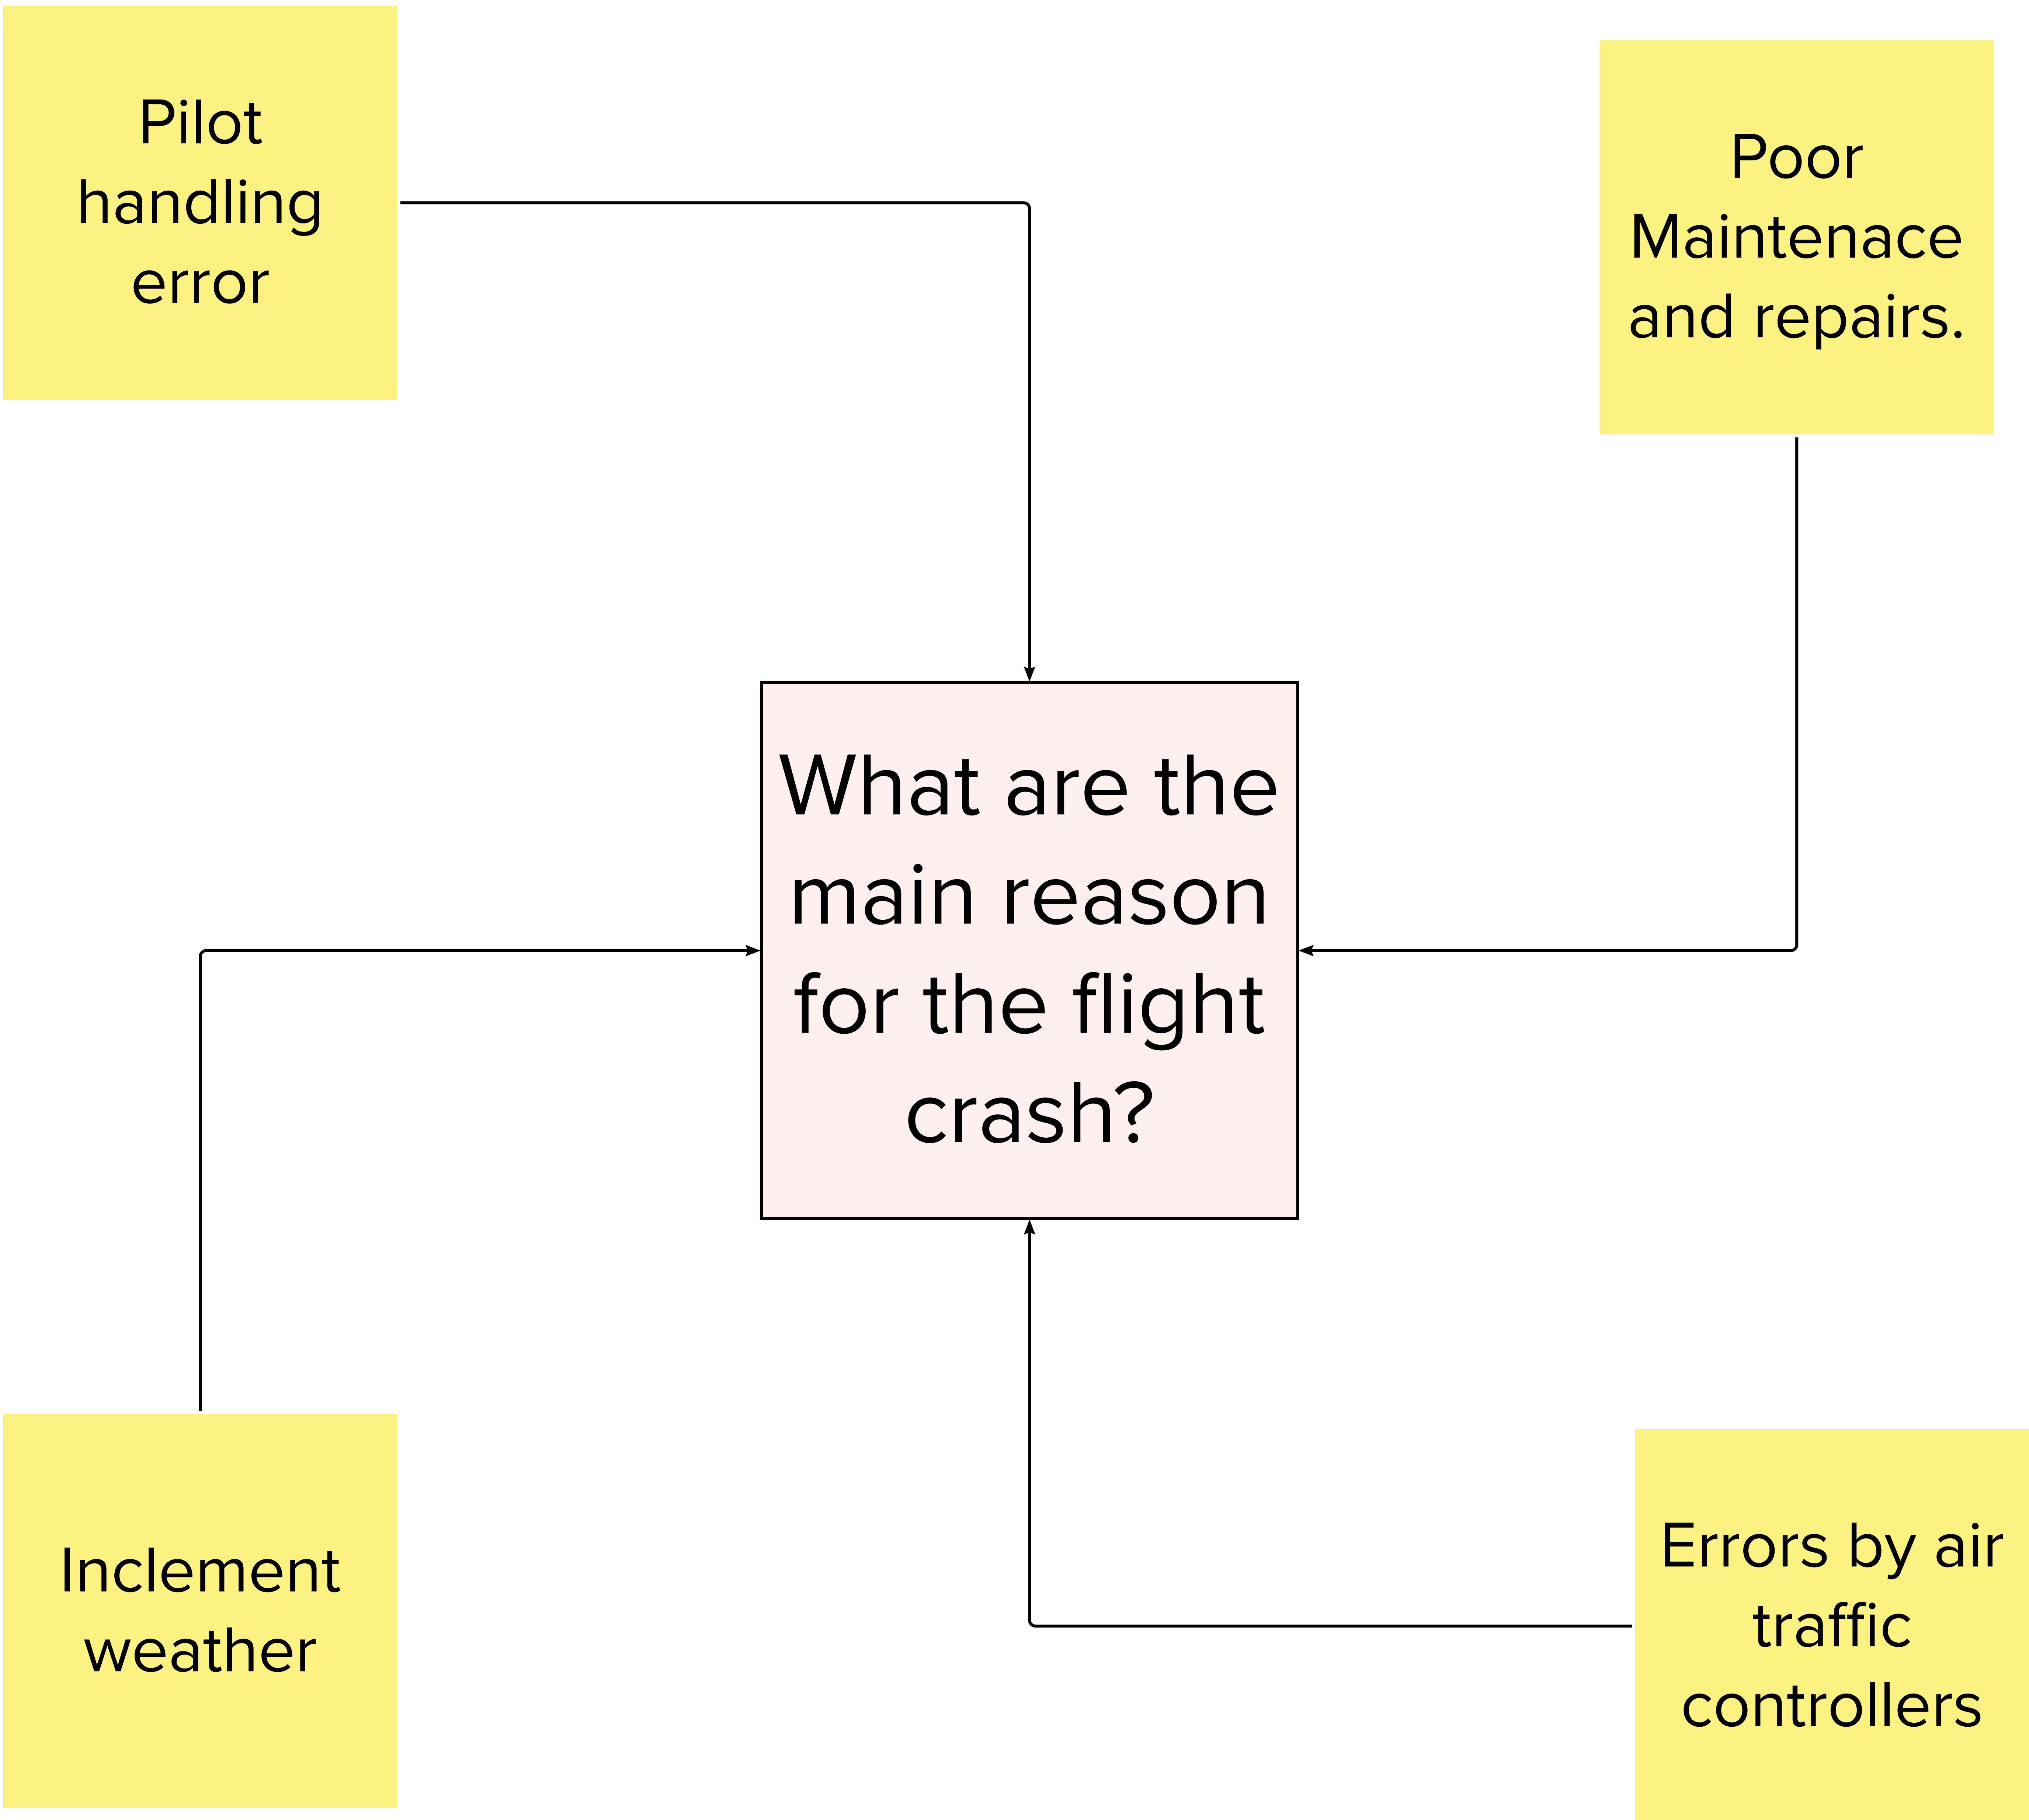 Pilot
handling
error
Poor
Maintenace
and repairs.
What are the
main reason
for the flight
crash?
Inclement
weather
Errors by air
traffic
controllers